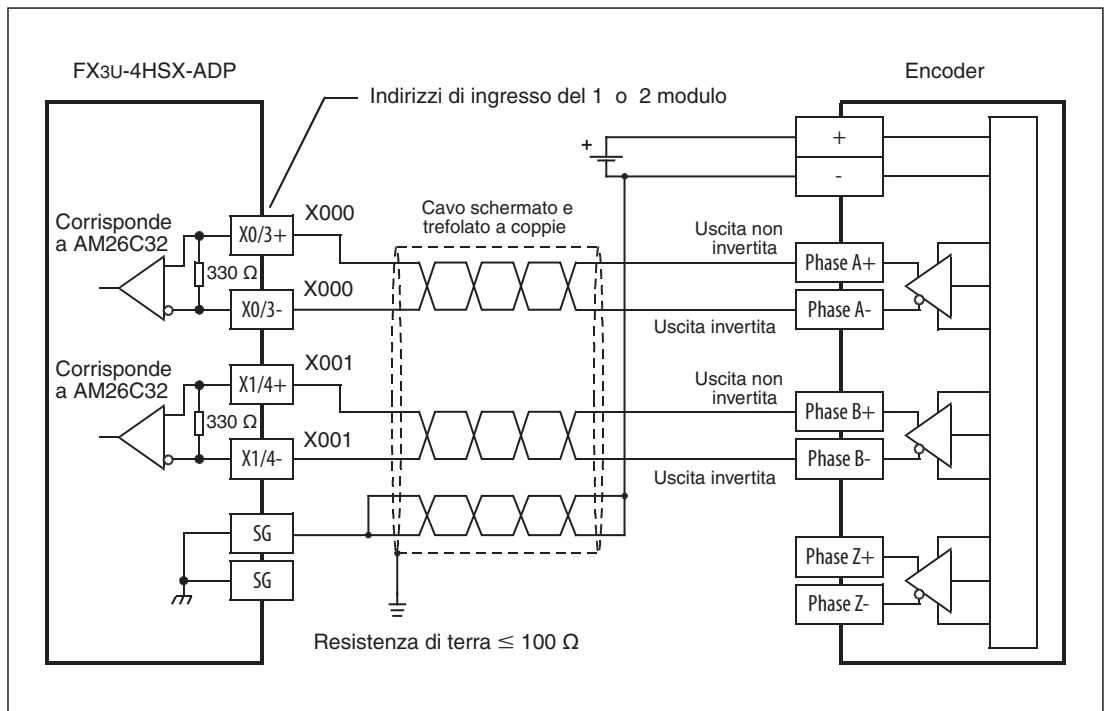 FX3U-4HSX-ADP
Encoder
Indirizzi di ingresso del 1 o 2 modulo
+
+
-
Corrisponde
a AM26C32
X0/3+
X000
330 Ω
X0/3-
X000
Cavo schermato e
trefolato a coppie
Uscita non
invertita
Phase A+
Phase A-
Uscita invertita
Corrisponde
a AM26C32
X1/4+
X001
330 Ω
X1/4-
X001
Uscita non
invertita
Phase B+
Phase B-
Uscita invertita
SG
SG
Phase Z+
Phase Z-
Resistenza di terra ≤ 100 Ω